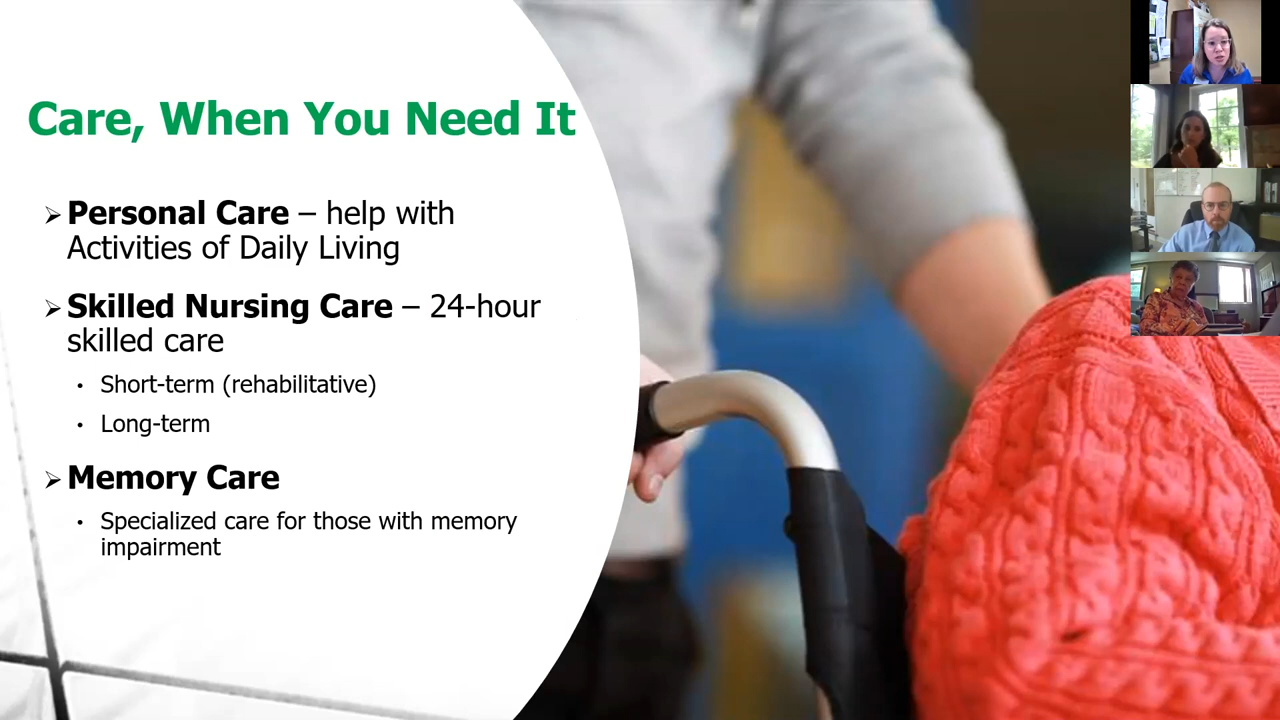 Care, When You Need It
➢ Personal Care – help with
Activities of Daily Living
➢ Skilled Nursing Care – 24-hour
skilled care
• Short-term (rehabilitative)
• Long-term
➢ Memory Care
• Specialized care for those with memory
impairment